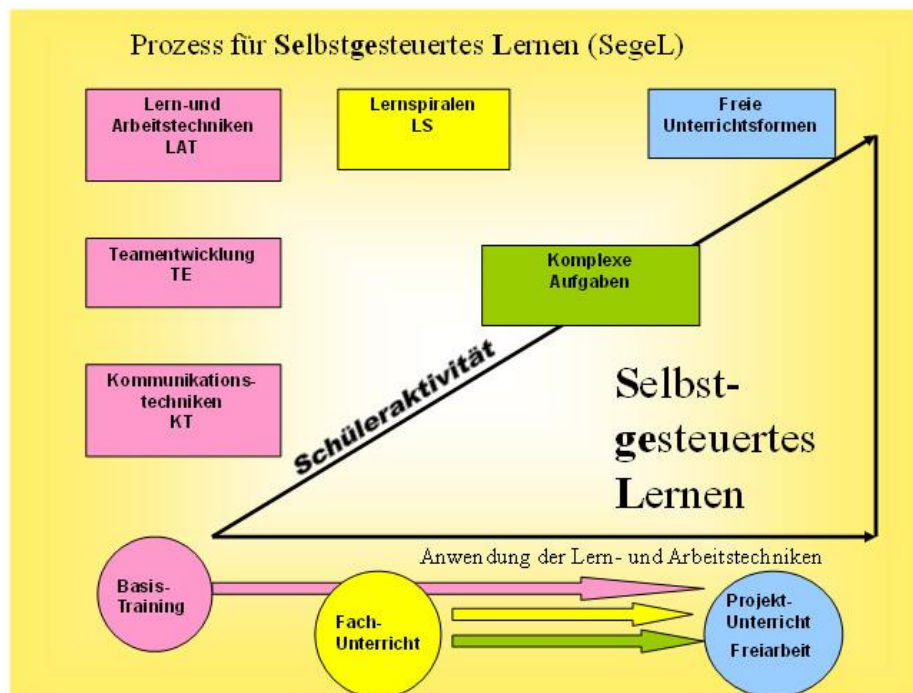 Prozess für Selbstgesteuertes Lernen (SegeL)
Lern-und
Arbeitstechniken
LAT
Lernspiralen
LS
Freie
Unterrichtsformen
Teamentwicklung
TE
Komplexe
Aufgaben
Kommunikations-
techniken
KT
Schüleraktivität
Selbst-
gesteuertes
Lernen
Anwendung der Lern- und Arbeitstechniken
Basis-
Training
Fach-
Unterricht
Projekt-
Unterricht
Freiarbeit